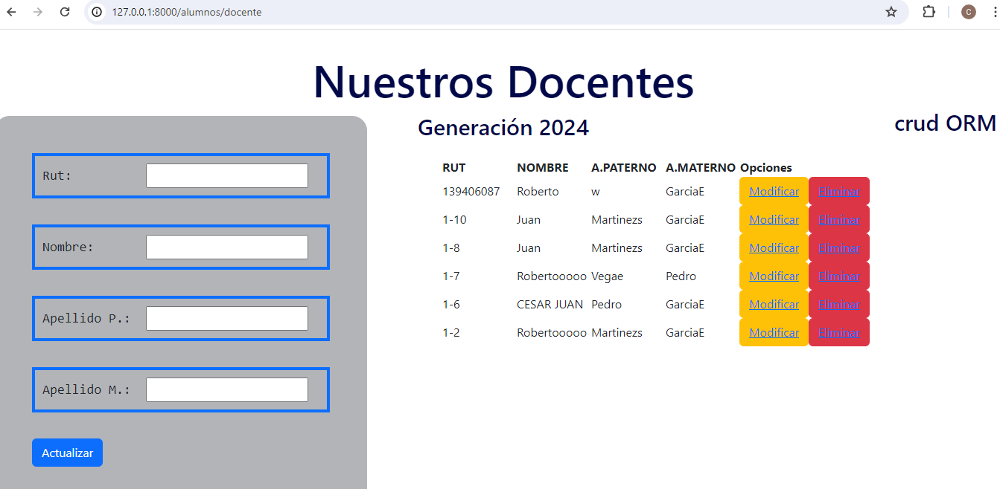 127.0.0.1:8000/alumnos/docente
C
Nuestros Docentes
Generación 2024
crud ORM
Rut:
Nombre:
Apellido P.:
Apellido M.:
Actualizar
RUT NOMBRE A.PATERNO A.MATERNO Opciones
139406087 Roberto w GarciaE Modificar Eliminar
1-10 Juan Martinezs GarciaE Modificar Eliminar
1-8 Juan Martinezs GarciaE Modificar Eliminar
1-7 Robertooooo Vegae Pedro Modificar Eliminar
1-6 CESAR JUAN Pedro GarciaE Modificar Eliminar
1-2 Robertooooo Martinezs GarciaE Modificar Eliminar